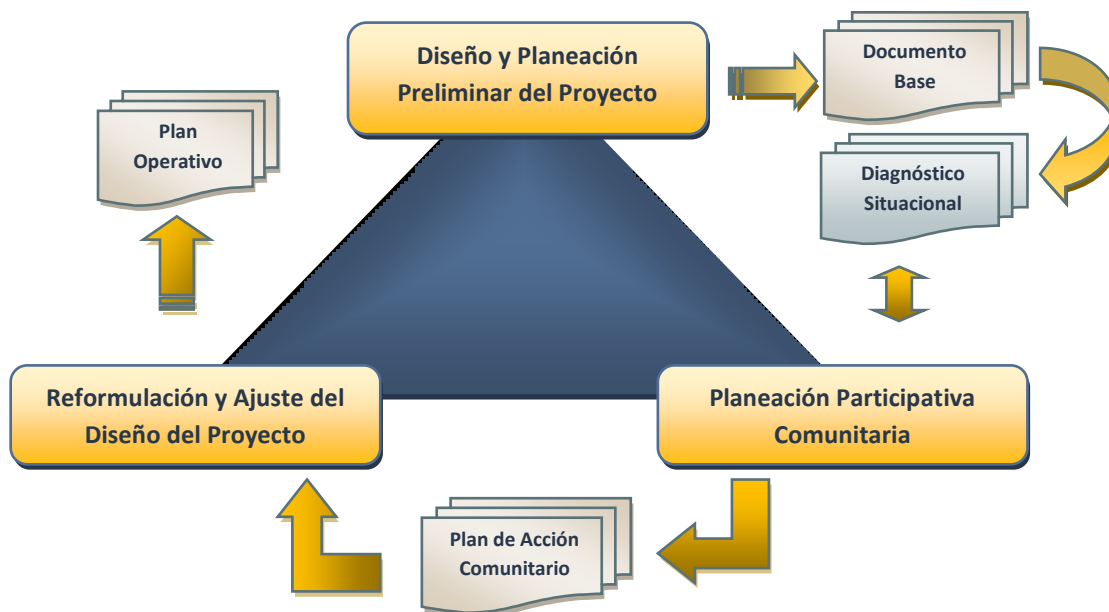 Diseño y Planeación
Preliminar del Proyecto
Documento
Base
Diagnóstico
Situacional
Plan
Operativo
Reformulación y Ajuste del
Diseño del Proyecto
Planeación Participativa
Comunitaria
Plan de Acción
Comunitario